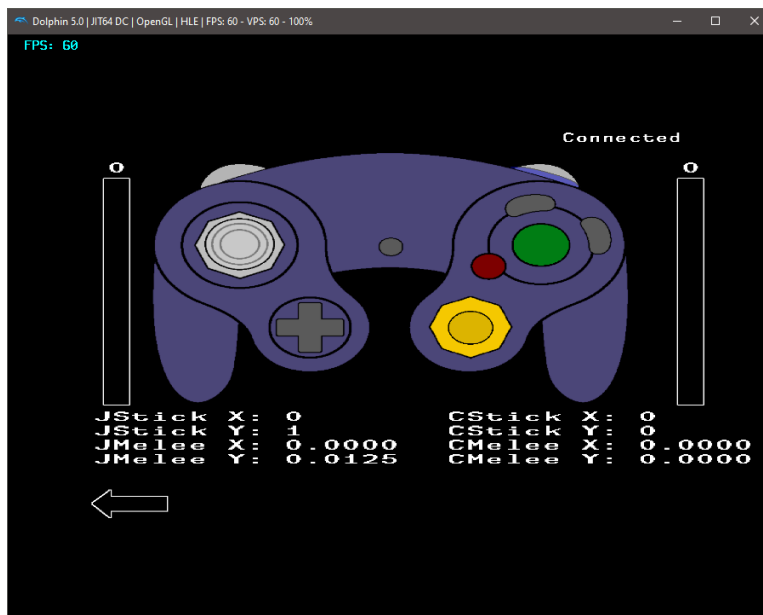 Dolphin 5.0 | JIT64 DC | OpenGL | HLE | FPS: 60 - VPS: 60 - 100%
FPS: 60
Connected
0 0
JStick X: 0 CStick X: 0
JStick Y: 1 CStick Y: 0
JMelee X: 0.0000 CMelee X: 0.0000
JMelee Y: 0.0125 CMelee Y: 0.0000